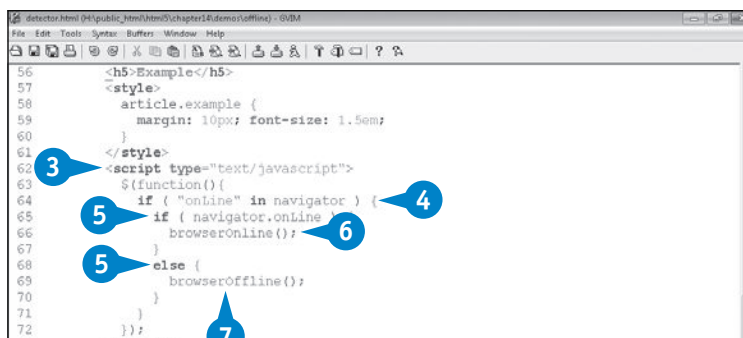 detector.html (H:\public_html\html5\chapter14\demos\offline) - GVIM
File Edit Tools Syntax Buffers Window Help
56 <h5>Example</h5>
57 <style>
58 article.example {
59 margin: 10px; font-size: 1.5em;
60 }
61 </style>
3
62 <script type="text/javascript">
63 $(function(){
64 if ( "onLine" in navigator ) {
4
5
65 if ( navigator.onLine )
66 browserOnline();
6
67 }
5
68 else {
69 browserOffline();
70 }
71 }
72 });
7